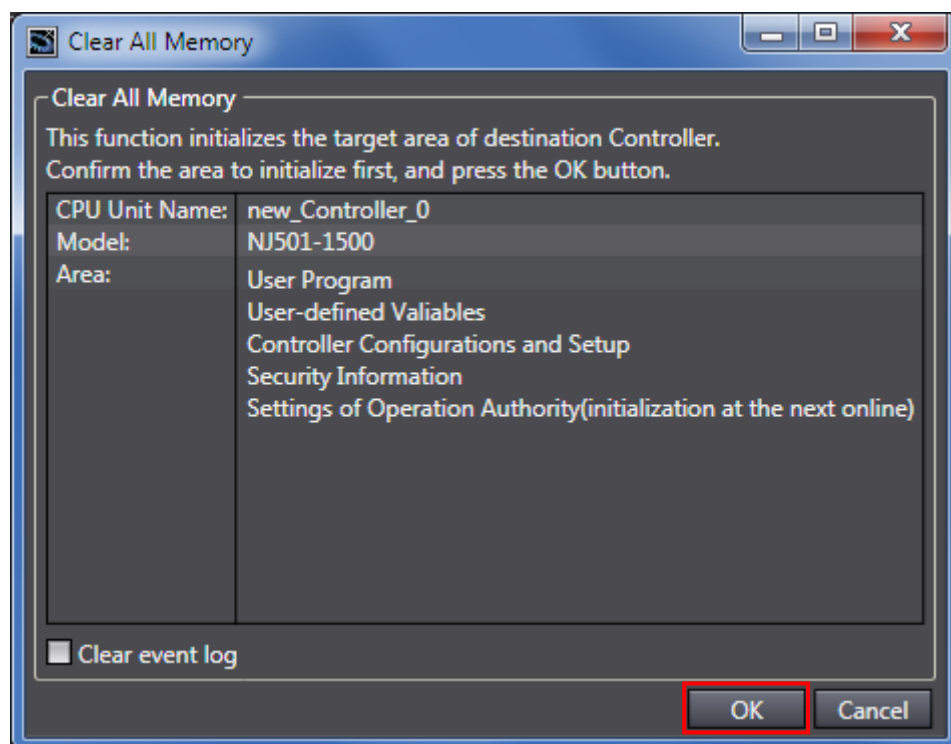 Clear All Memory
Clear All Memory
This function initializes the target area of destination Controller.
Confirm the area to initialize first, and press the OK button.
CPU Unit Name: new_Controller_0
Model: NJ501-1500
Area: User Program
User-defined Valiables
Controller Configurations and Setup
Security Information
Settings of Operation Authority(initialization at the next online)
Clear event log
OK Cancel